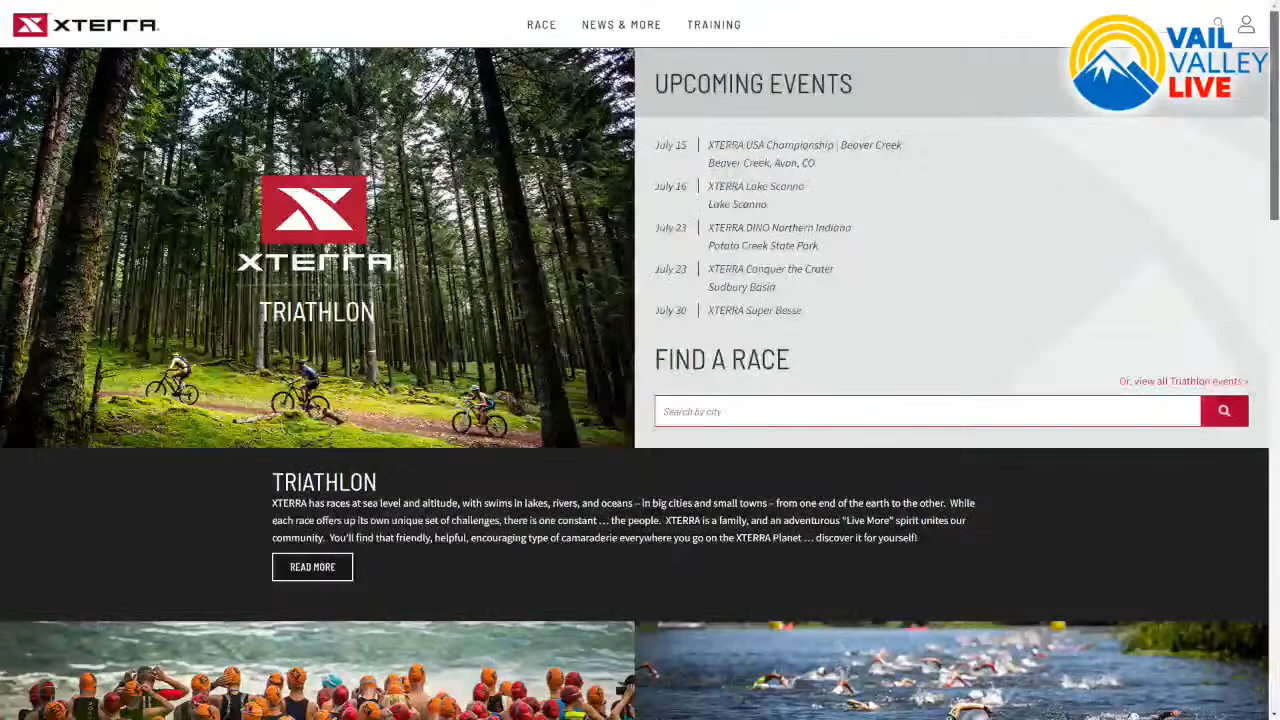 XTERRA
RACE
NEWS & MORE
TRAINING
VAIL
VALLEY
LIVE
UPCOMING EVENTS
July 15
XTERRA USA Championship | Beaver Creek
Beaver Creek, Avon, CO
July 16
XTERRA Lake Scanno
Lake Scanno
July 23
XTERRA DINO Northern Indiana
Potato Creek State Park
July 23
XTERRA Conquer the Crater
Sudbury Basin
July 30
XTERRA Super Besse
XTERRA
TRIATHLON
FIND A RACE
Or, view all Triathlon events »
Search by city
TRIATHLON
XTERRA has races at sea level and altitude, with swims in lakes, rivers, and oceans – in big cities and small towns – from one end of the earth to the other.  While
each race offers up its own unique set of challenges, there is one constant … the people.  XTERRA is a family, and an adventurous “Live More” spirit unites our
community.  You’ll find that friendly, helpful, encouraging type of camaraderie everywhere you go on the XTERRA Planet … discover it for yourself!
READ MORE